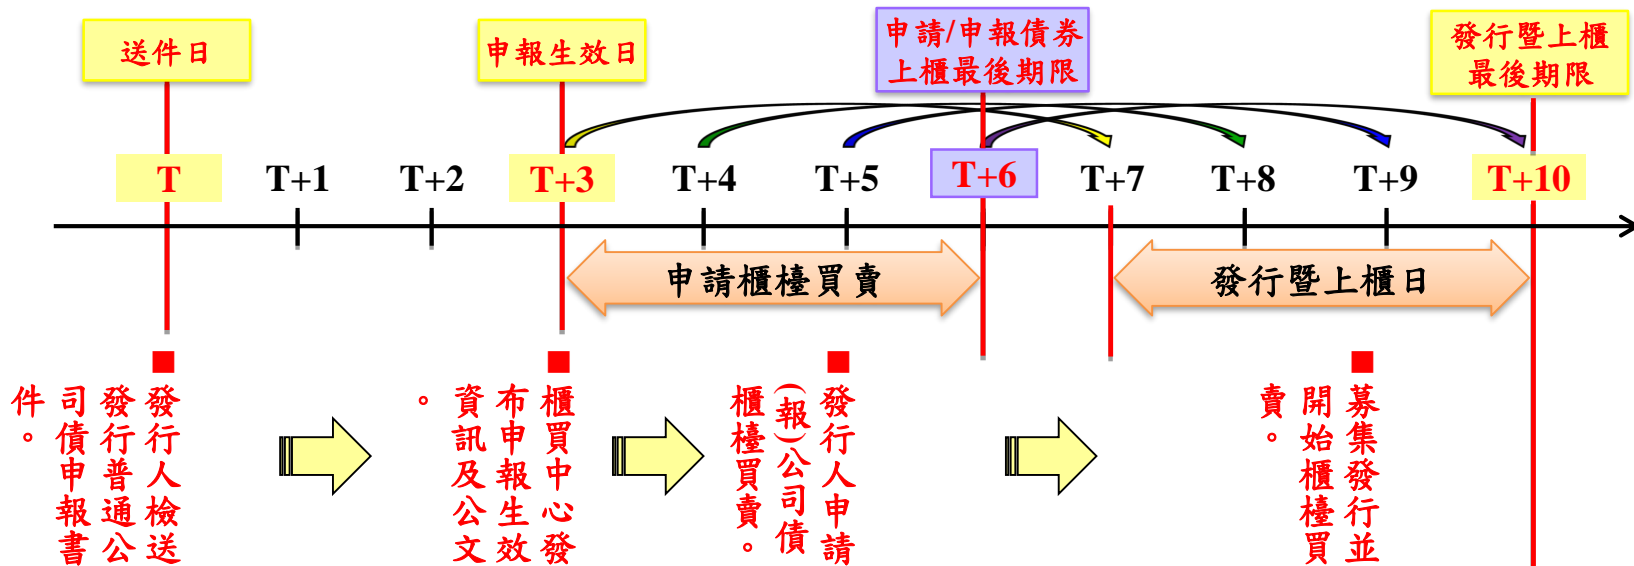 送件日
申報生效日
申請/申報債券
上櫃最後期限
發行暨上櫃
最後期限
T
T+1
T+2
T+3
T+4
T+5
T+6
T+7
T+8
T+9
T+10
申請櫃檯買賣
發行暨上櫃日
發行人檢送
發行普通公
司債申報書
件。
櫃買中心發
布申報生效
資訊及公文
。
發行人申請
(報)公司債
櫃檯買賣。
募集發行並
開始櫃檯買
賣。